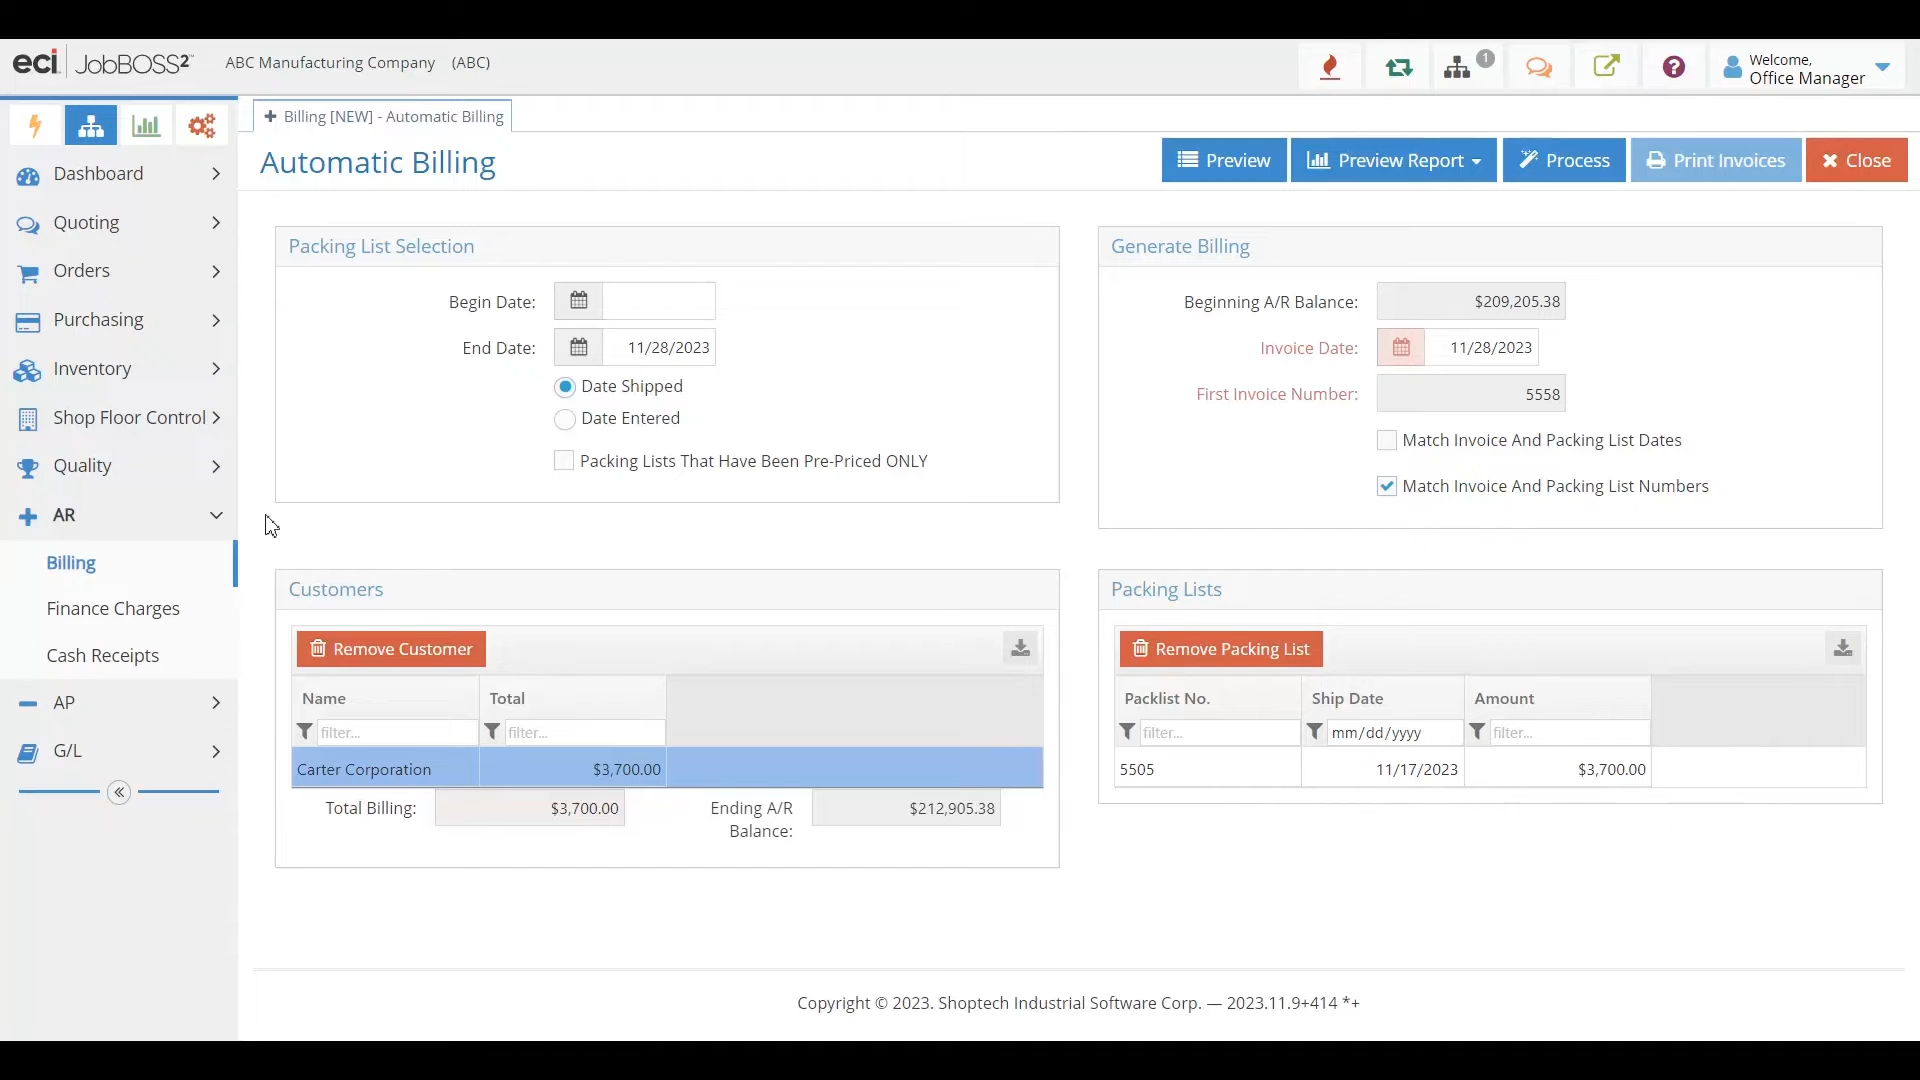 eci JobBOSS²™ ABC Manufacturing Company (ABC)
1
Welcome,
Office Manager
Billing [NEW] - Automatic Billing
Automatic Billing
Preview
Preview Report
Process
Print Invoices
Close
Dashboard
Quoting
Orders
Purchasing
Inventory
Shop Floor Control
Quality
AR
Billing
Finance Charges
Cash Receipts
AP
G/L
Packing List Selection
Begin Date:
End Date: 11/28/2023
Date Shipped
Date Entered
Packing Lists That Have Been Pre-Priced ONLY
Generate Billing
Beginning A/R Balance: $209,205.38
Invoice Date: 11/28/2023
First Invoice Number: 5558
Match Invoice And Packing List Dates
Match Invoice And Packing List Numbers
Customers
Remove Customer
Name Total
filter... filter...
Carter Corporation $3,700.00
Total Billing: $3,700.00 Ending A/R $212,905.38
Balance:
Packing Lists
Remove Packing List
Packlist No. Ship Date Amount
filter... mm/dd/yyyy filter...
5505 11/17/2023 $3,700.00
Copyright © 2023. Shoptech Industrial Software Corp. — 2023.11.9+414 *+